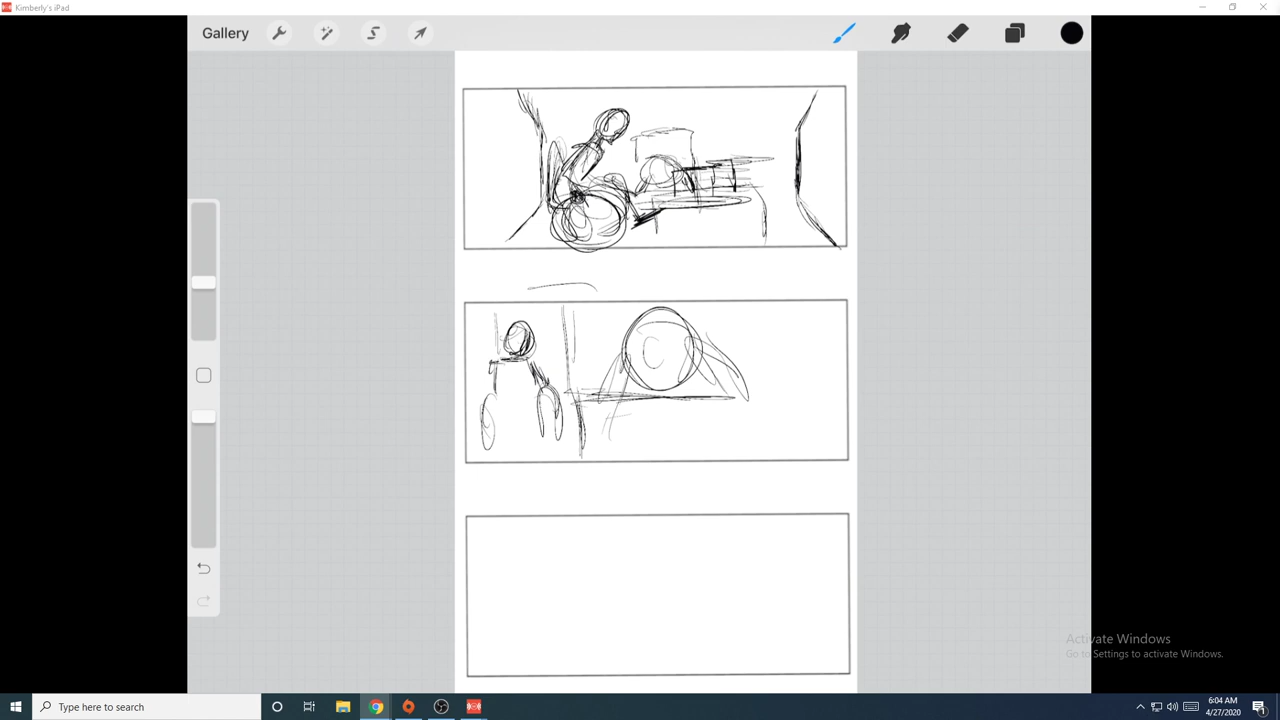 Kimberly's iPad
Gallery
Activate Windows
Go to Settings to activate Windows.
Type here to search
6:04 AM
4/27/2020
1